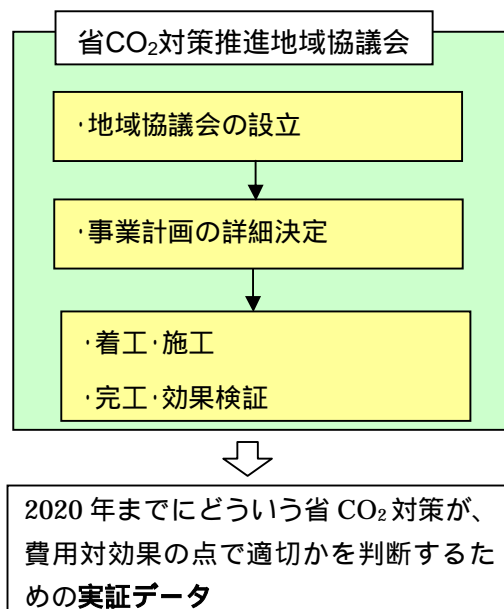 省CO₂対策推進地域協議会
･地域協議会の設立
･事業計画の詳細決定
･着工･施工
･完工･効果検証
2020 年までにどういう省 CO₂ 対策が、
費用対効果の点で適切かを判断するた
めの実証データ